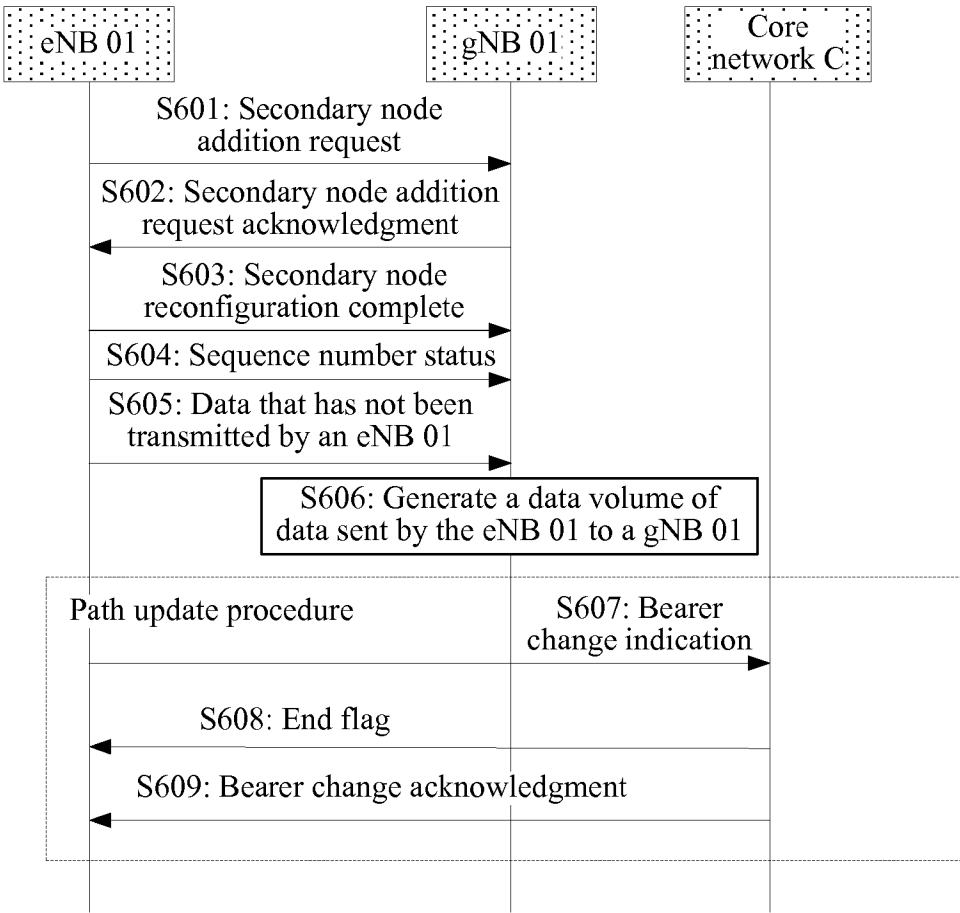 eNB 01
gNB 01
Core
network C
S601: Secondary node
addition request
S602: Secondary node addition
request acknowledgment
S603: Secondary node
reconfiguration complete
S604: Sequence number status
S605: Data that has not been
transmitted by an eNB 01
S606: Generate a data volume of
data sent by the eNB 01 to a gNB 01
Path update procedure
S607: Bearer
change indication
S608: End flag
S609: Bearer change acknowledgment